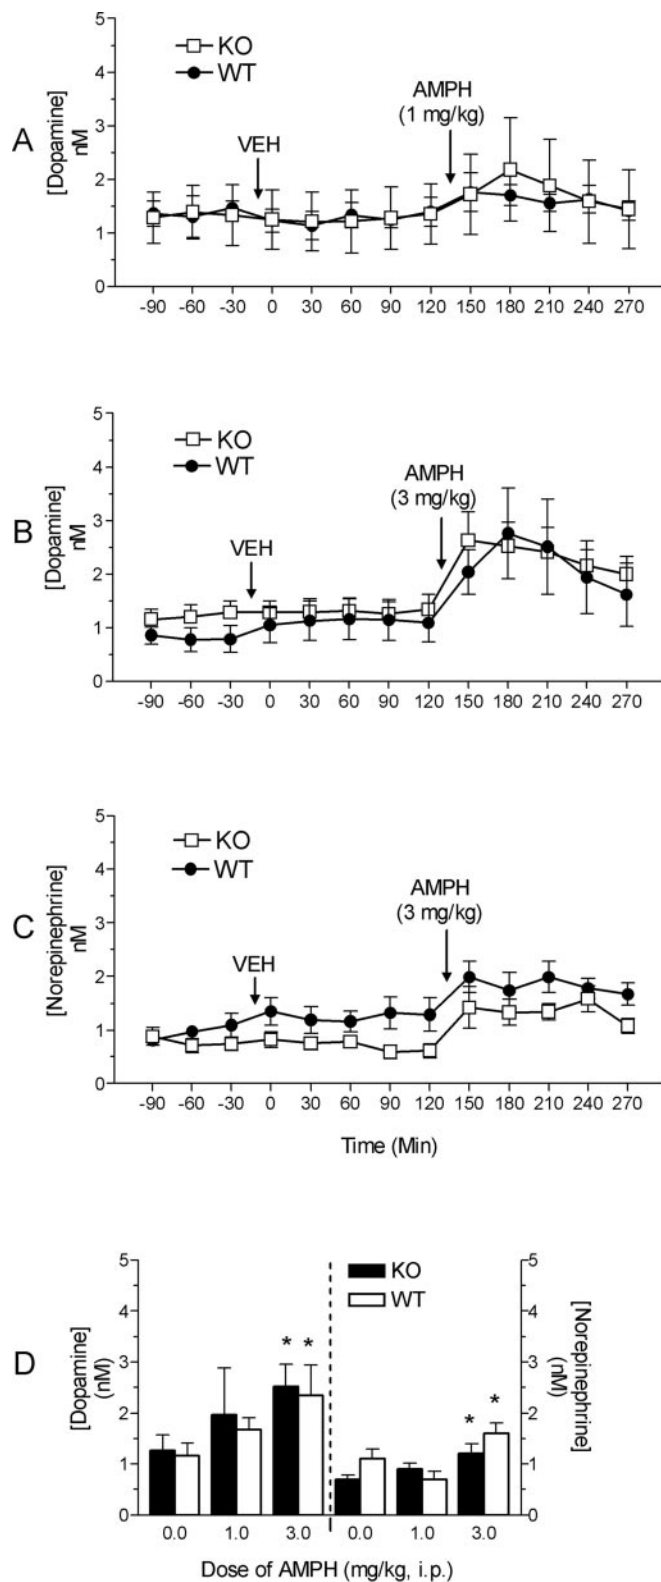 A
[Dopamine]
nM
5
4
3
2
1
0
KO
WT
VEH
AMPH
(1 mg/kg)
-90 -60 -30 0 30 60 90 120 150 180 210 240 270
B
[Dopamine]
nM
5
4
3
2
1
0
KO
WT
VEH
AMPH
(3 mg/kg)
-90 -60 -30 0 30 60 90 120 150 180 210 240 270
C
[Norepinephrine]
nM
5
4
3
2
1
0
KO
WT
VEH
AMPH
(3 mg/kg)
-90 -60 -30 0 30 60 90 120 150 180 210 240 270
Time (Min)
D
[Dopamine]
(nM)
5
4
3
2
1
0
KO
WT
* *
* *
5
4
3
2
1
0
[Norepinephrine]
(nM)
0.0 1.0 3.0 0.0 1.0 3.0
Dose of AMPH (mg/kg, i.p.)